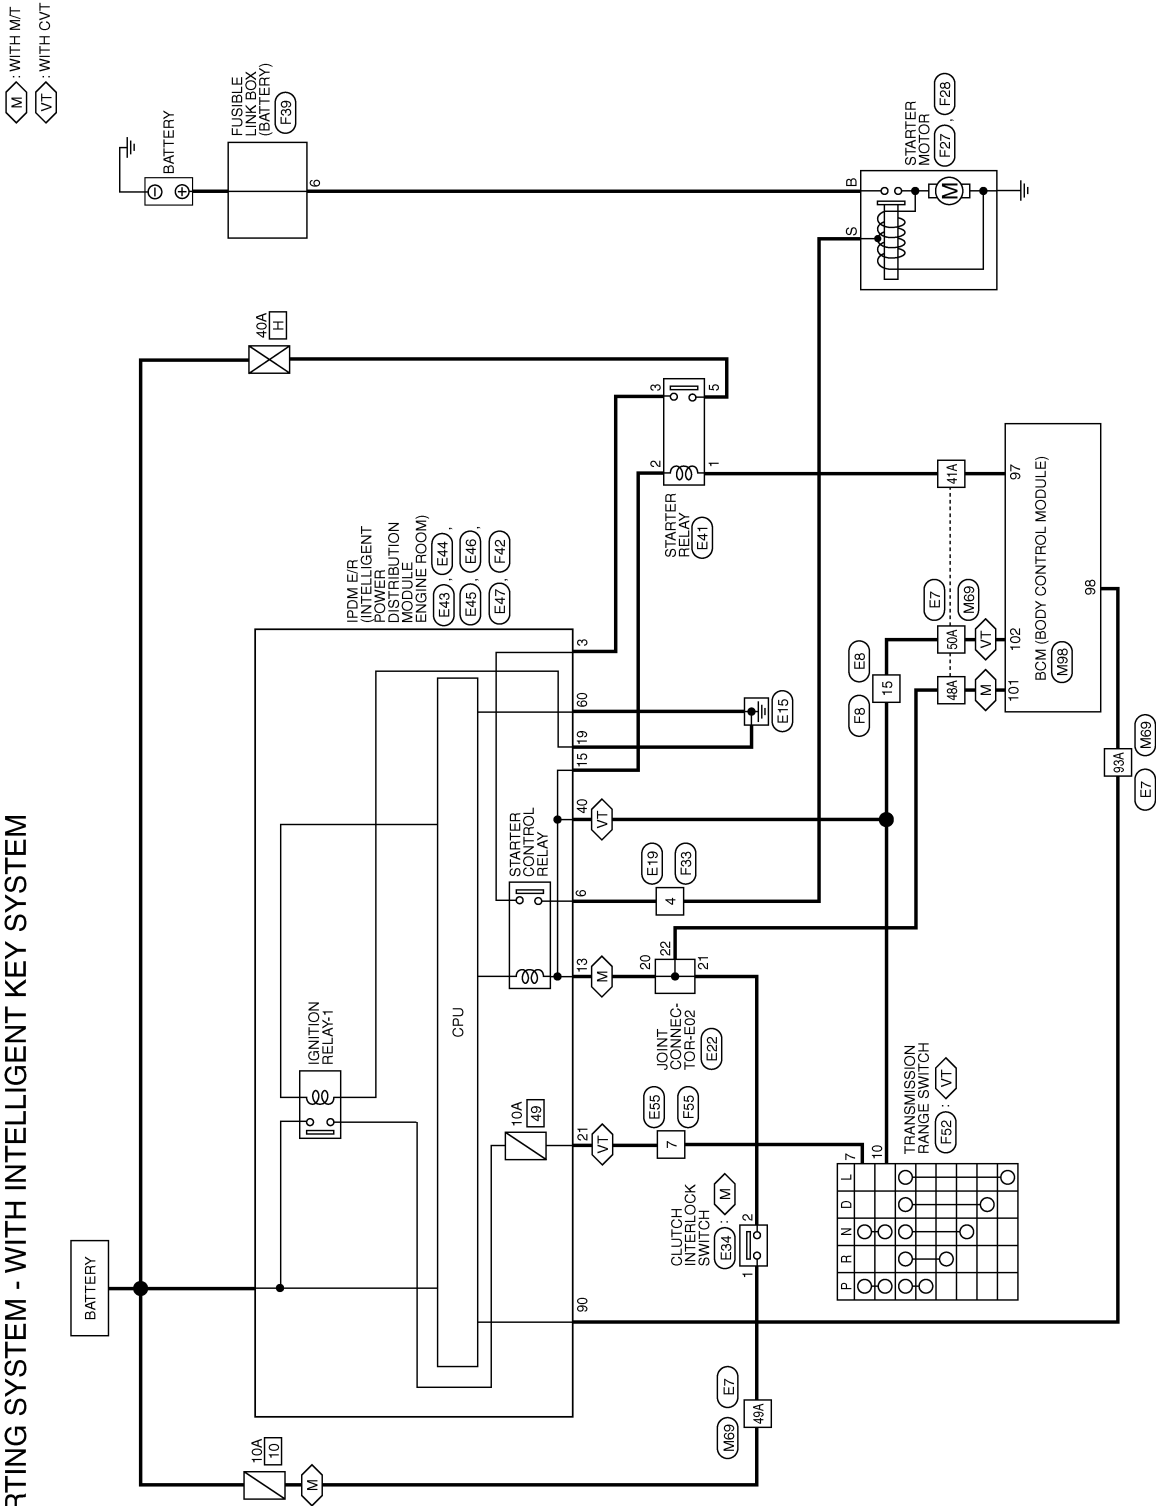 RTING SYSTEM - WITH INTELLIGENT KEY SYSTEM
M : WITH M/T
VT : WITH CVT
BATTERY
10A
10
M
40A
H
BATTERY
FUSIBLE
LINK BOX
(BATTERY)
F39
6
IPDM E/R
(INTELLIGENT
POWER
DISTRIBUTION
MODULE
ENGINE ROOM)
E43 , E44 ,
E45 , E46 ,
E47 , F42
IGNITION
RELAY-1
CPU
STARTER
CONTROL
RELAY
10A
49
90
21
13
6
40
15
19
60
3
VT
M
VT
STARTER
RELAY
E41
2
3
1
5
E15
E55
F55
7
20
22
21
JOINT
CONNEC-
TOR-E02
E22
E19
F33
4
CLUTCH
INTERLOCK
SWITCH
E34 : M
1
2
M69
E7
49A
TRANSMISSION
RANGE SWITCH
F52 : VT
7
10
P
R
N
D
L
F8
E8
15
S
B
STARTER
MOTOR
F27 , F28
M
E7
M69
48A
50A
41A
M
VT
101
102
97
BCM (BODY CONTROL MODULE)
M98
98
93A
E7
M69